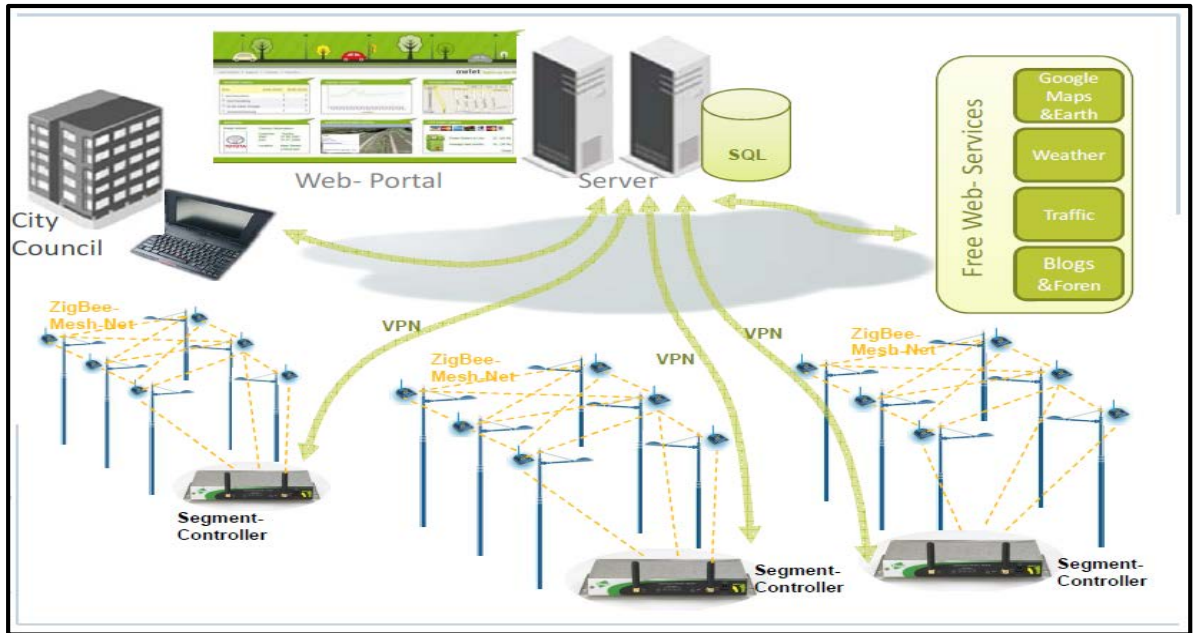 owlet
Web- Portal
Server
SQL
City
Council
Free Web- Services
Google
Maps
&Earth
Weather
Traffic
Blogs
&Foren
ZigBee-
Mesh-Net
VPN
ZigBee-
Mesh-Net
VPN
VPN
ZigBee-
Mesh-Net
Segment-
Controller
Segment-
Controller
Segment-
Controller